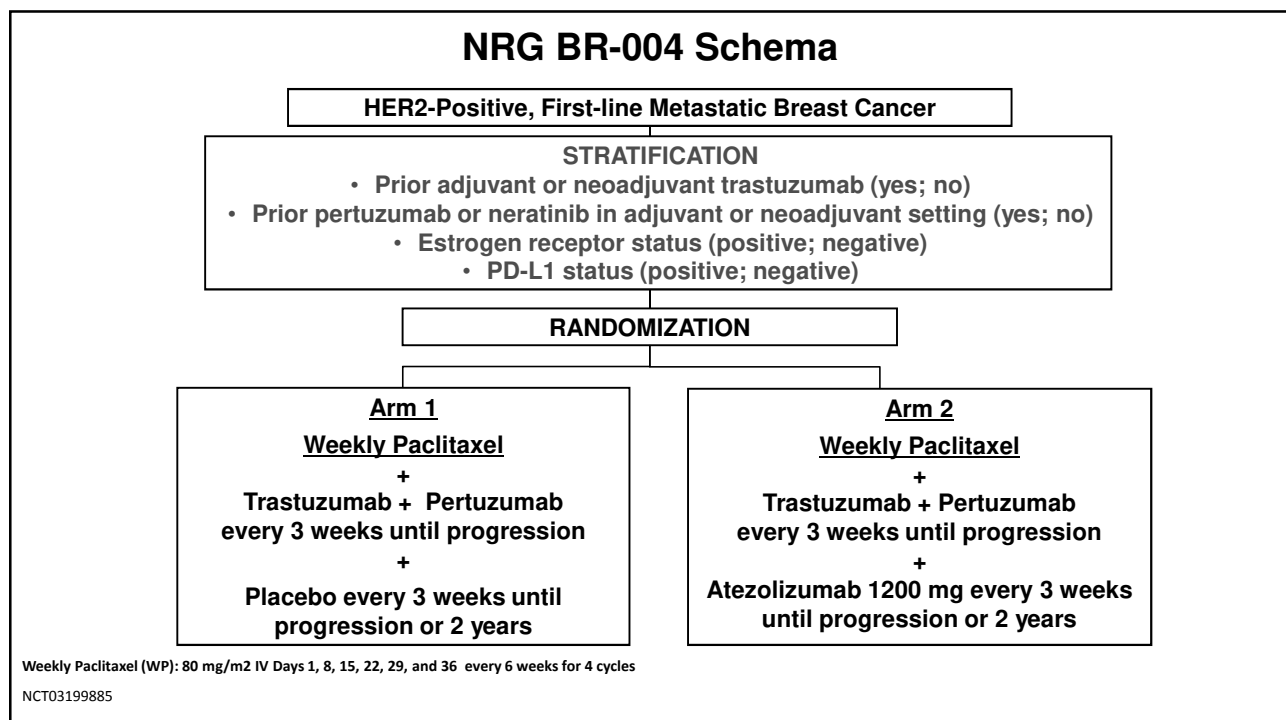 NRG BR-004 Schema
HER2-Positive, First-line Metastatic Breast Cancer
STRATIFICATION
• Prior adjuvant or neoadjuvant trastuzumab (yes; no)
• Prior pertuzumab or neratinib in adjuvant or neoadjuvant setting (yes; no)
• Estrogen receptor status (positive; negative)
• PD-L1 status (positive; negative)
RANDOMIZATION
Arm 1
Weekly Paclitaxel
+
Trastuzumab + Pertuzumab
every 3 weeks until progression
+
Placebo every 3 weeks until
progression or 2 years
Arm 2
Weekly Paclitaxel
+
Trastuzumab + Pertuzumab
every 3 weeks until progression
+
Atezolizumab 1200 mg every 3 weeks
until progression or 2 years
Weekly Paclitaxel (WP): 80 mg/m2 IV Days 1, 8, 15, 22, 29, and 36 every 6 weeks for 4 cycles
NCT03199885